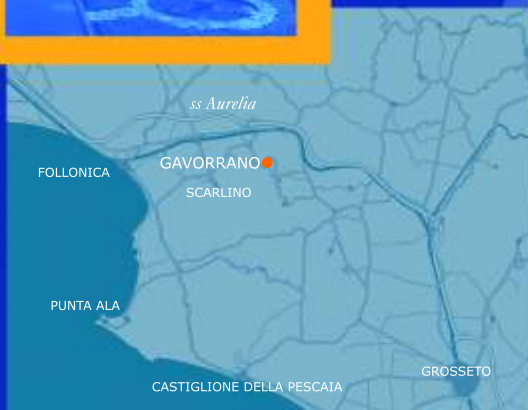 ss Aurelia
GAVORRANO
FOLLONICA
SCARLINO
PUNTA ALA
GROSSETO
CASTIGLIONE DELLA PESCAIA